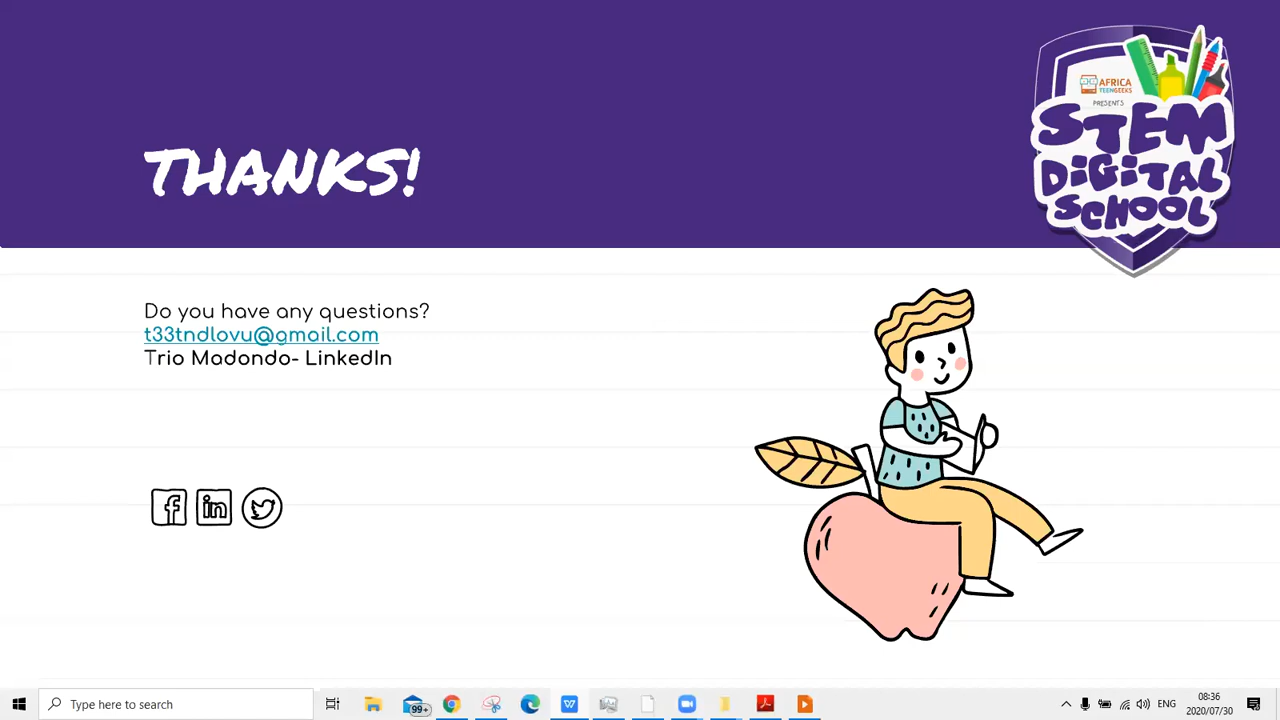 AFRICA
TEENGEEKS
PRESENTS
STEM
DIGITAL
SCHOOL
THANKS!
Do you have any questions?
t33tndlovu@gmail.com
Trio Madondo- LinkedIn
f in
Type here to search
99+
W
ENG
08:36
2020/07/30